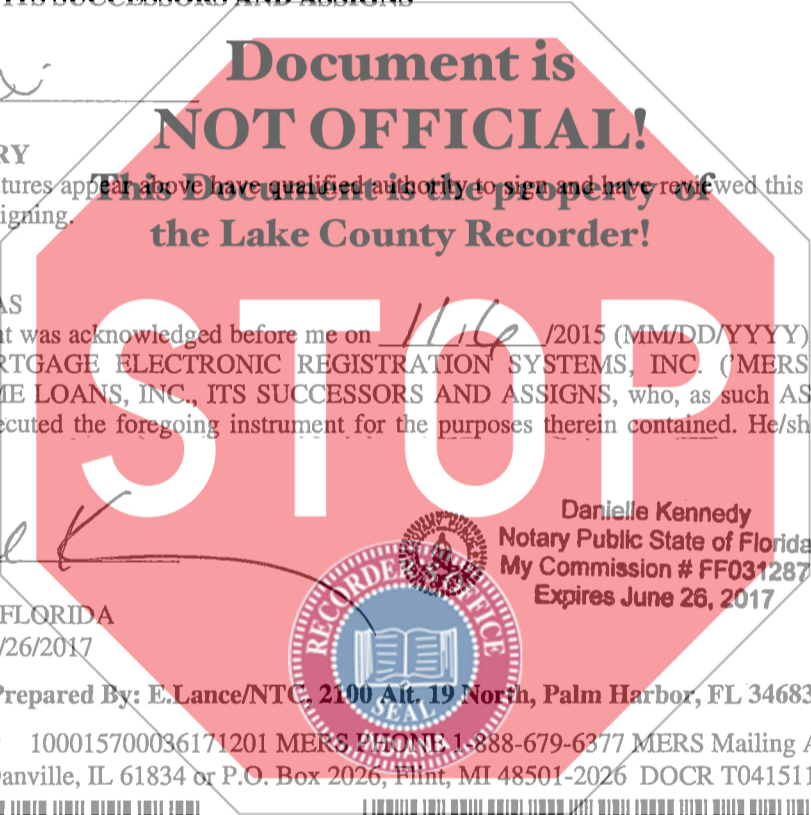 ITS SUCCESSORS AND ASSIGNS
Document is
NOT OFFICIAL!
RY
tures appear above have qualified authority to sign and have reviewed this
This Document is the property of
igning.
the Lake County Recorder!
AS
nt was acknowledged before me on 11/6 /2015 (MM/DD/YYYY)
RTGAGE ELECTRONIC REGISTRATION SYSTEMS, INC. ("MERS
ME LOANS, INC., ITS SUCCESSORS AND ASSIGNS, who, as such AS
ecuted the foregoing instrument for the purposes therein contained. He/sh
STOP
Danielle Kennedy
Notary Public State of Florida
My Commission # FF031287
Expires June 26, 2017
RECORDER'S OFFICE
SEAL
FLORIDA
/26/2017
Prepared By: E.Lance/NTC, 2100 Alt. 19 North, Palm Harbor, FL 34683
100015700036171201 MERS PHONE 1-888-679-6377 MERS Mailing A
Danville, IL 61834 or P.O. Box 2026, Flint, MI 48501-2026 DOCR T041511